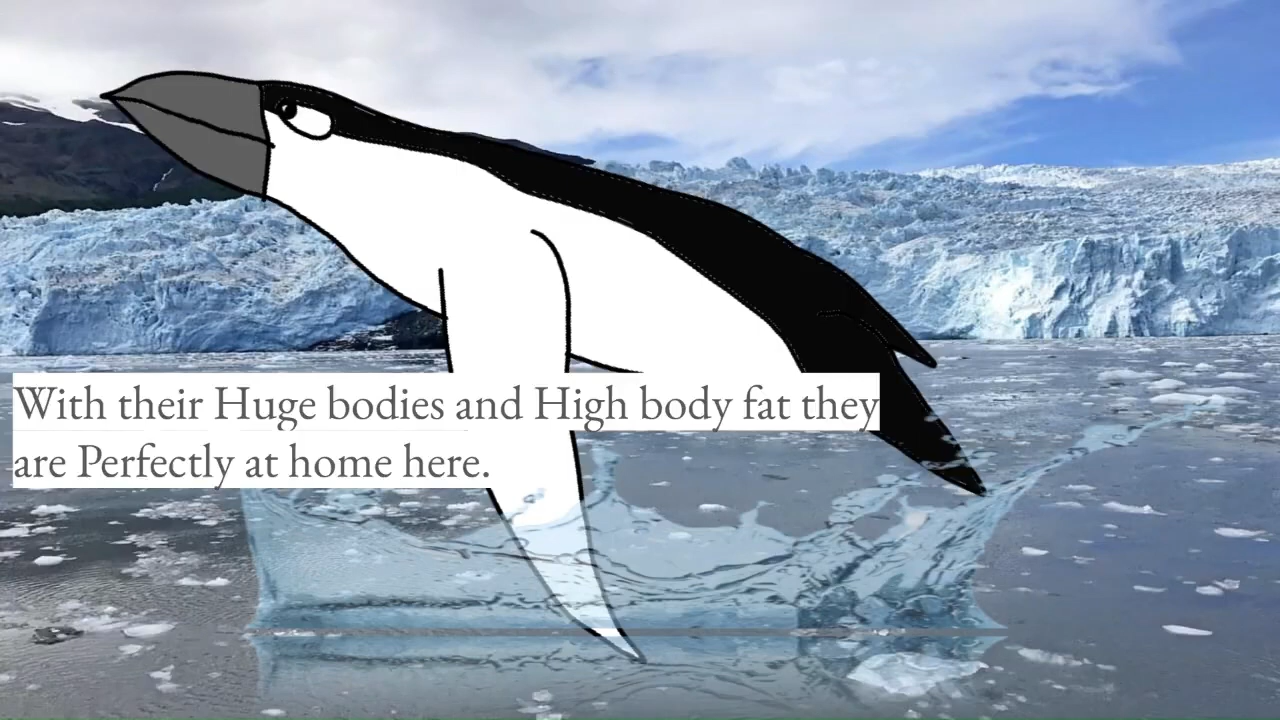 With their Huge bodies and High body fat they
are Perfectly at home here.